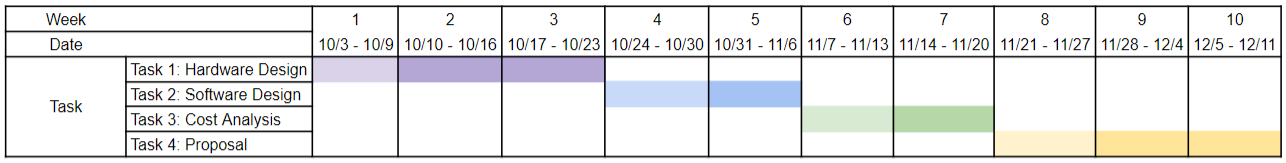 Week 1 2 3 4 5 6 7 8 9 10
Date 10/3 - 10/9 10/10 - 10/16 10/17 - 10/23 10/24 - 10/30 10/31 - 11/6 11/7 - 11/13 11/14 - 11/20 11/21 - 11/27 11/28 - 12/4 12/5 - 12/11
Task
Task 1: Hardware Design
Task 2: Software Design
Task 3: Cost Analysis
Task 4: Proposal